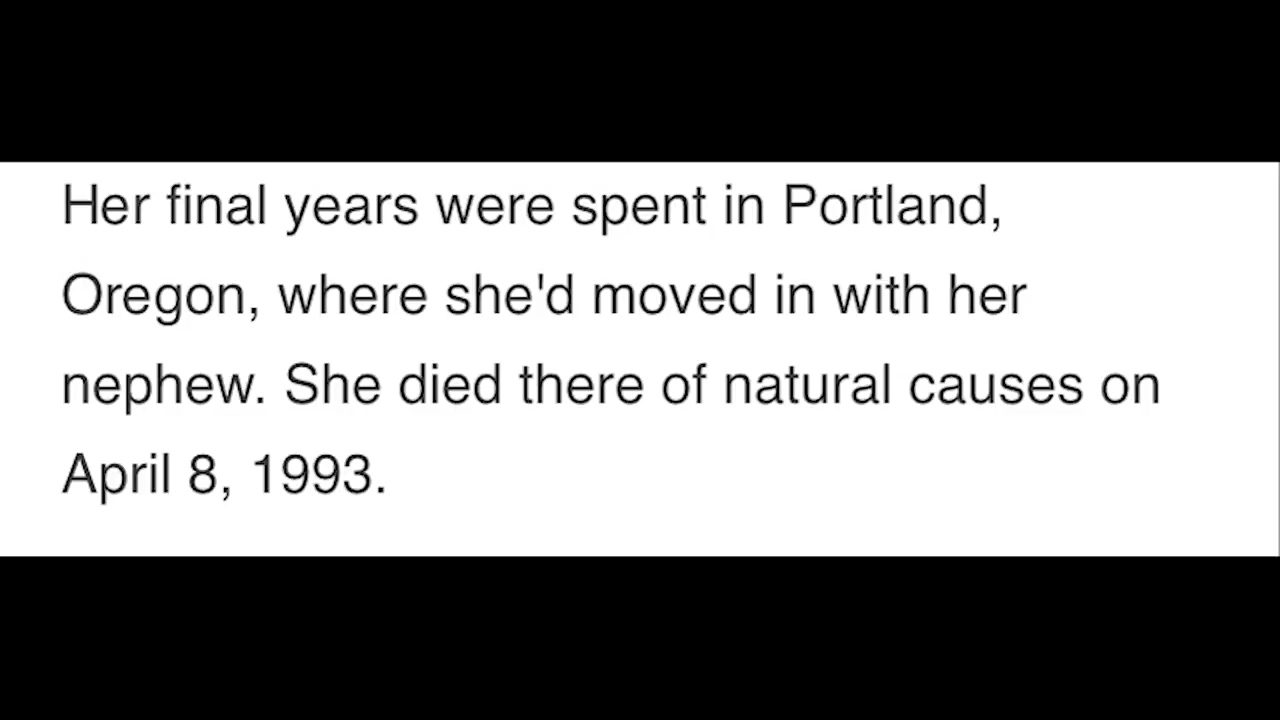 Her final years were spent in Portland,
Oregon, where she'd moved in with her
nephew. She died there of natural causes on
April 8, 1993.